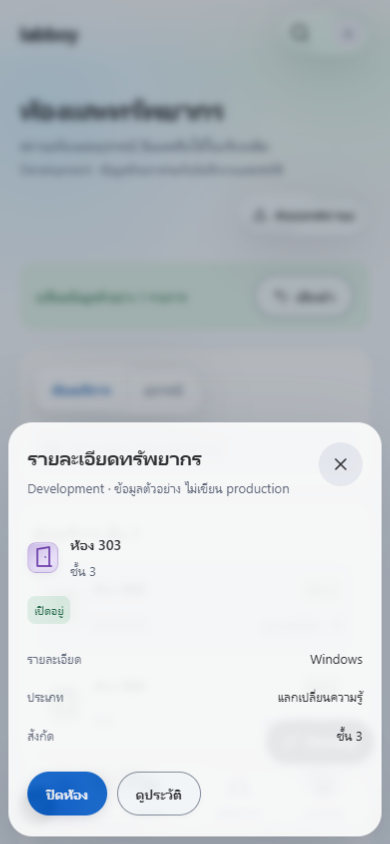 labboy
รายละเอียดทรัพยากร
Development · ข้อมูลตัวอย่าง ไม่เขียน production
ห้อง 303
ชั้น 3
เปิดอยู่
รายละเอียด Windows
ประเภท แลกเปลี่ยนความรู้
สังกัด ชั้น 3
ปิดห้อง ดูประวัติ